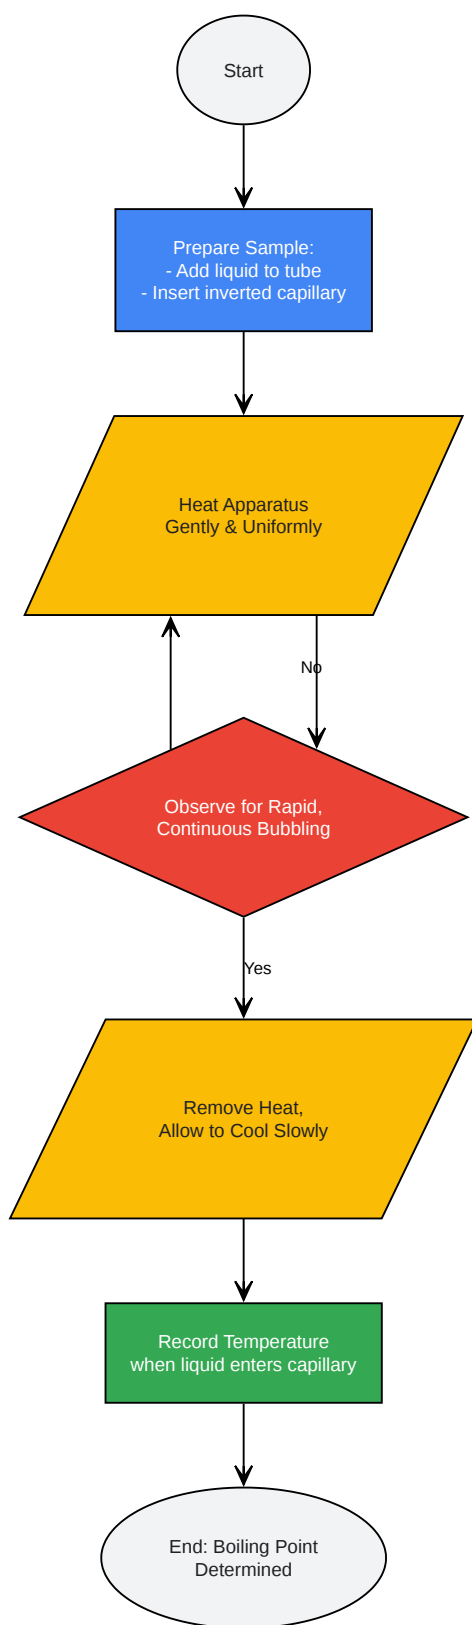 Start
Prepare Sample:
- Add liquid to tube
- Insert inverted capillary
Heat Apparatus
Gently & Uniformly
No
Observe for Rapid,
Continuous Bubbling
Yes
Remove Heat,
Allow to Cool Slowly
Record Temperature
when liquid enters capillary
End: Boiling Point
Determined